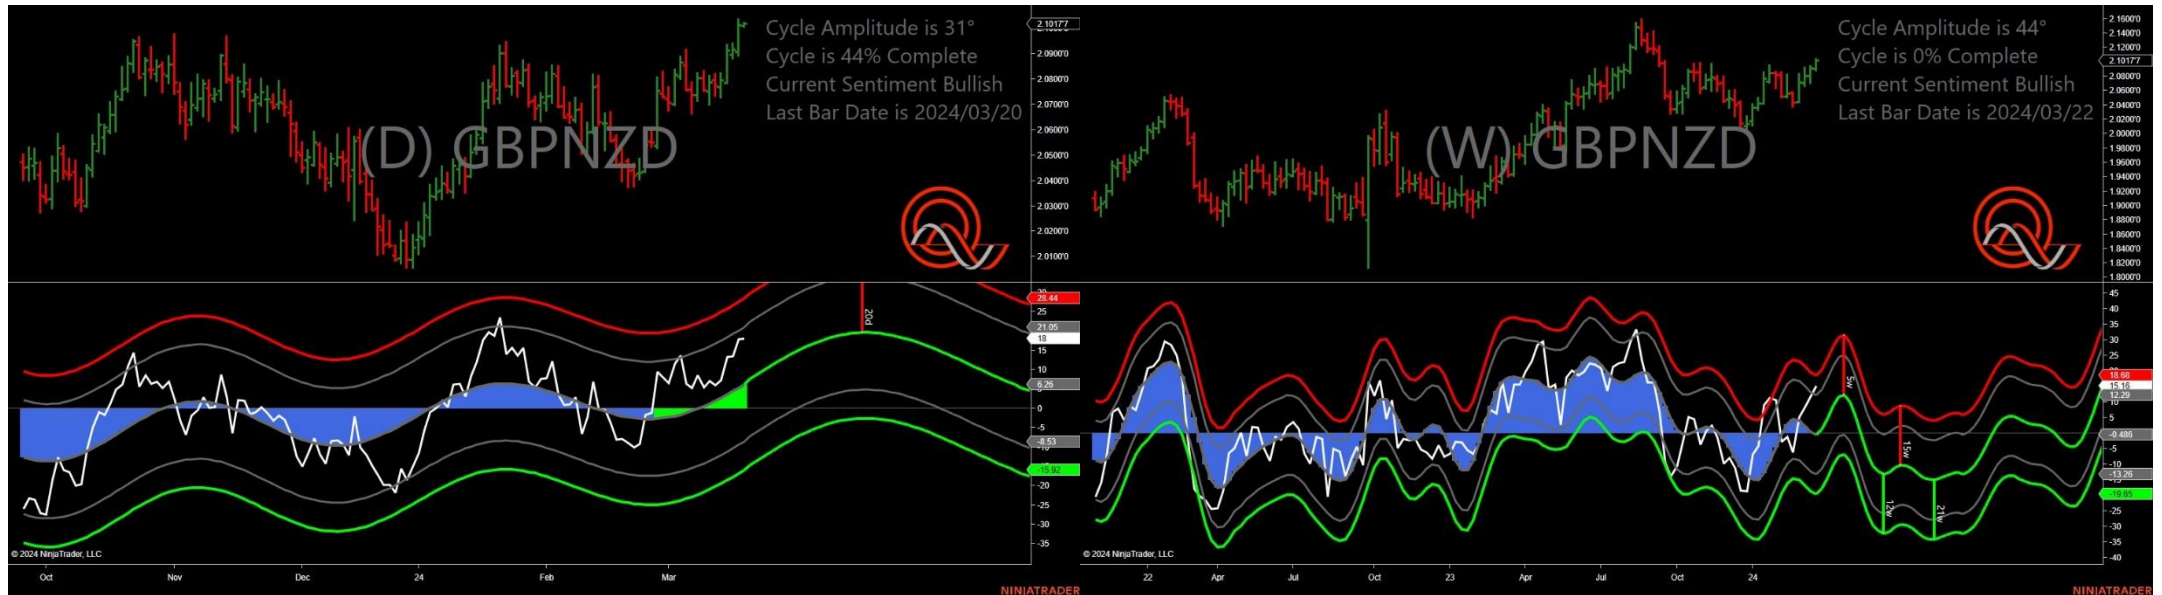 Cycle Amplitude is 31°
Cycle is 44% Complete
Current Sentiment Bullish
Last Bar Date is 2024/03/20
(D) GBPNZD
2.1017'7
2.0900'0
2.0800'0
2.0700'0
2.0600'0
2.0500'0
2.0400'0
2.0300'0
2.0200'0
2.0100'0
28.44
21.05
18
15
10
6.26
0
-5
-8.53
-15.92
-20
-25
-30
-35
20d
© 2024 NinjaTrader, LLC
Oct
Nov
Dec
24
Feb
Mar
NINJATRADER
Cycle Amplitude is 44°
Cycle is 0% Complete
Current Sentiment Bullish
Last Bar Date is 2024/03/22
(W) GBPNZD
2.1600'0
2.1400'0
2.1200'0
2.1017'7
2.0800'0
2.0600'0
2.0400'0
2.0200'0
2.0000'0
1.9800'0
1.9600'0
1.9400'0
1.9200'0
1.9000'0
1.8800'0
1.8600'0
1.8400'0
1.8200'0
1.8000'0
45
40
35
30
25
18.68
15.16
12.29
5
-0.486
-5
-10
-13.26
-19.65
-25
-30
-35
-40
5w
15w
12w
21w
© 2024 NinjaTrader, LLC
22
Apr
Jul
Oct
23
Apr
Jul
Oct
24
NINJATRADER